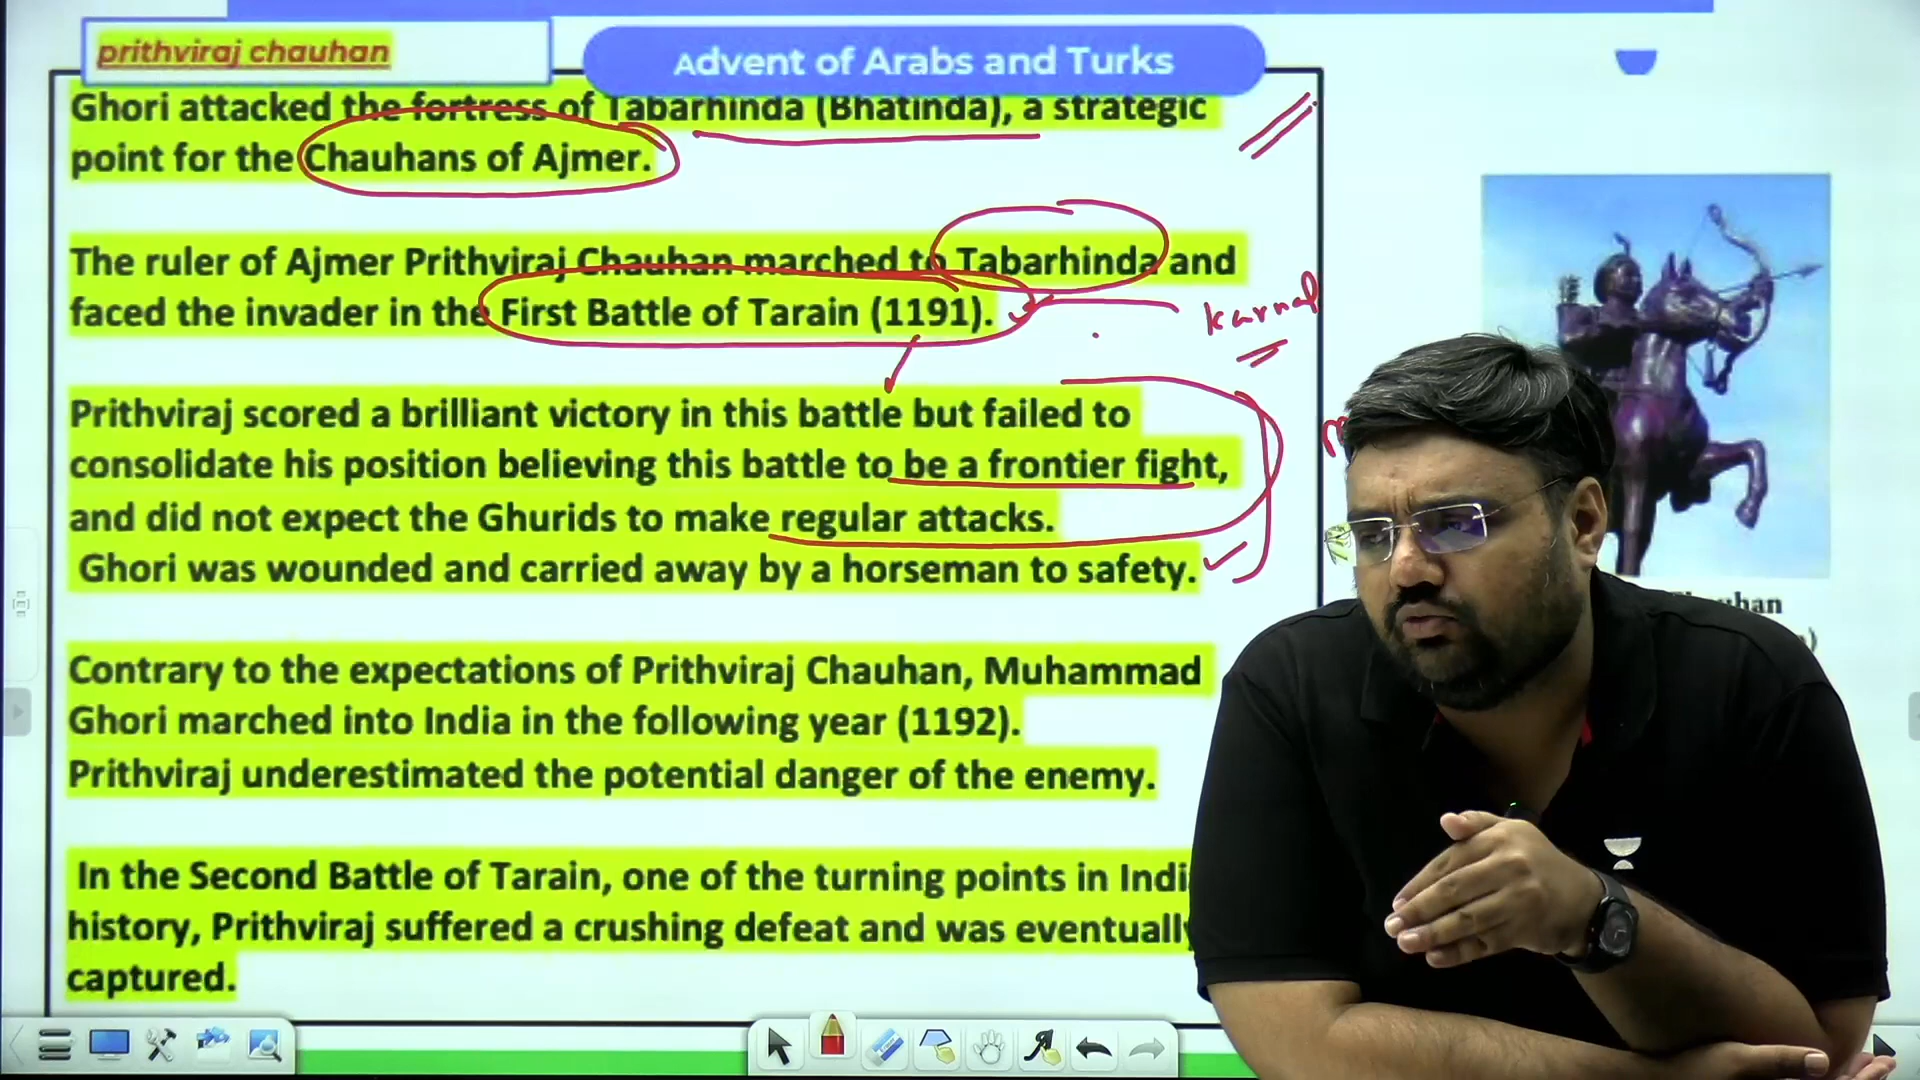 prithviraj chauhan
Advent of Arabs and Turks
Ghori attacked the fortress of Tabarhinda (Bhatinda), a strategic
point for the Chauhans of Ajmer.
The ruler of Ajmer Prithviraj Chauhan marched to Tabarhinda and
faced the invader in the First Battle of Tarain (1191).
Karnal
Prithviraj scored a brilliant victory in this battle but failed to
consolidate his position believing this battle to be a frontier fight,
and did not expect the Ghurids to make regular attacks.
Ghori was wounded and carried away by a horseman to safety.
Contrary to the expectations of Prithviraj Chauhan, Muhammad
Ghori marched into India in the following year (1192).
Prithviraj underestimated the potential danger of the enemy.
In the Second Battle of Tarain, one of the turning points in
history, Prithviraj suffered a crushing defeat and was eventually
captured.